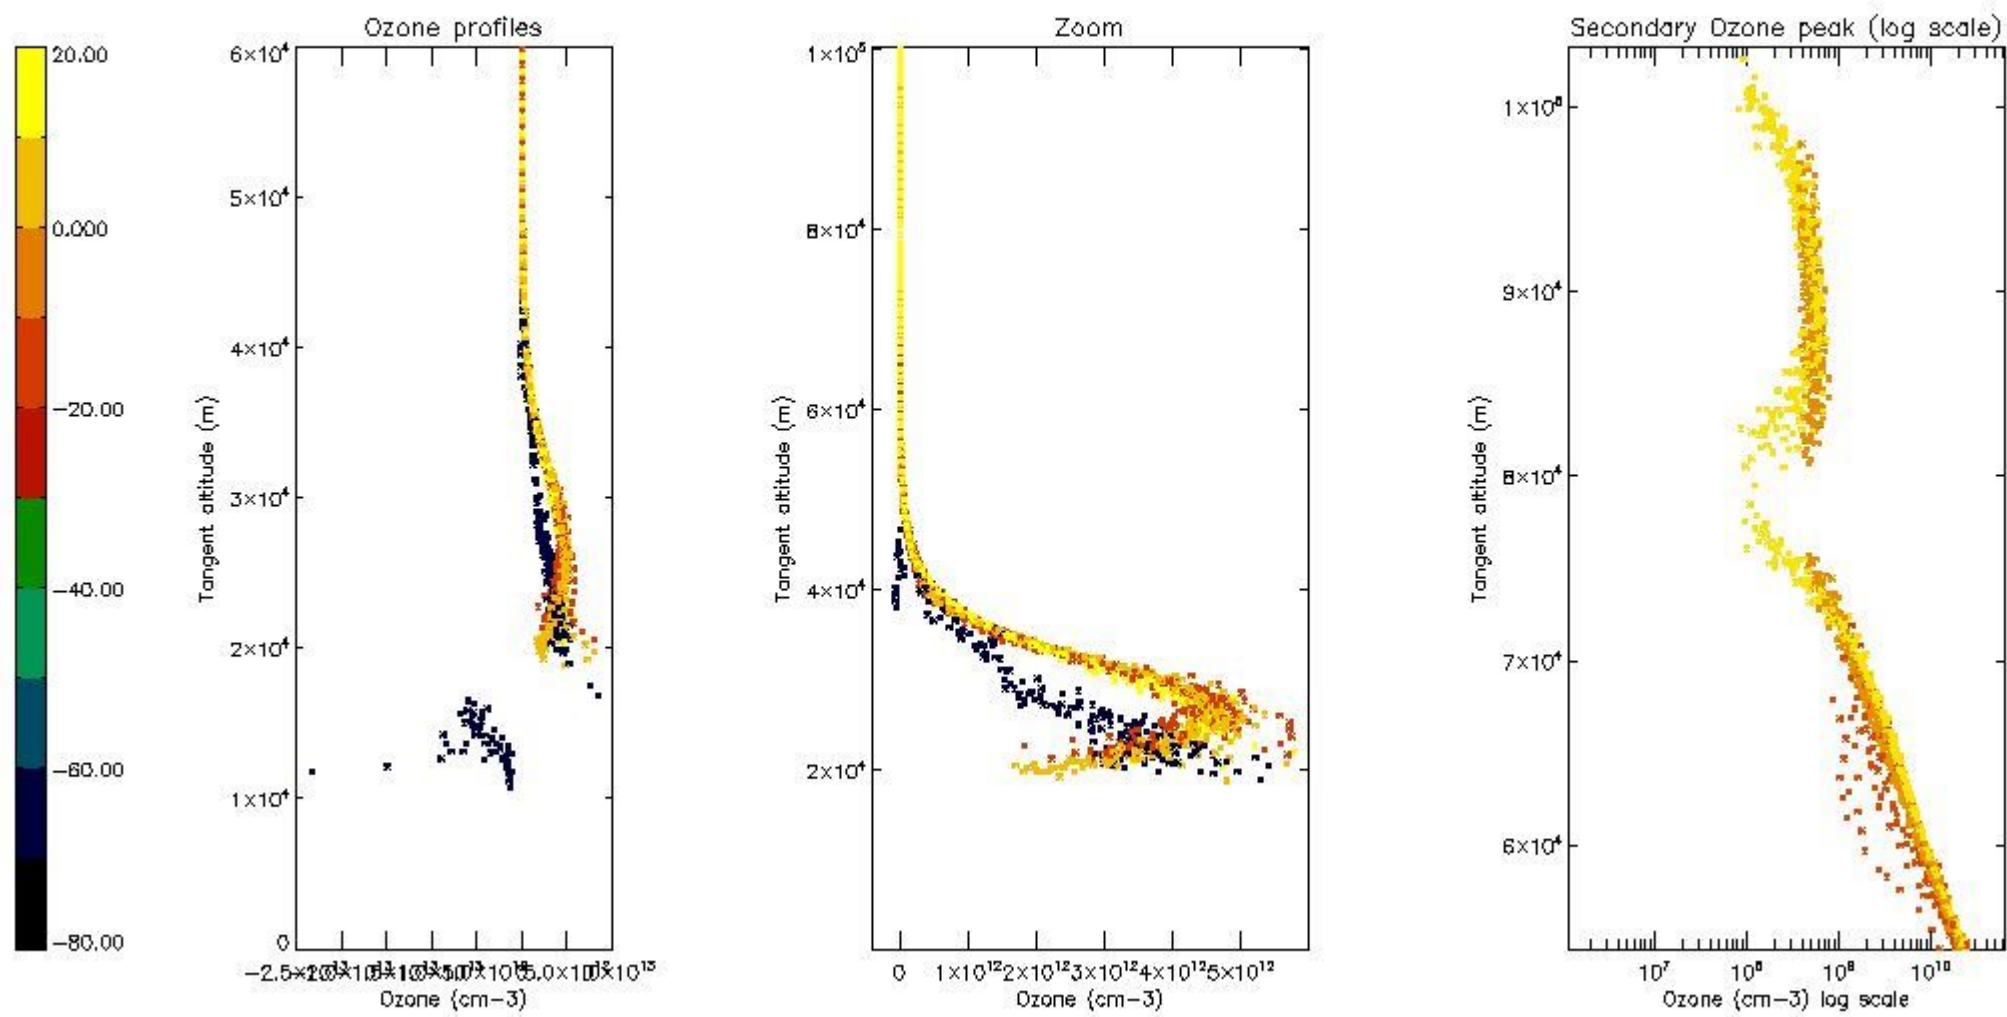 Ozone profiles
Zoom
Secondary Ozone peak (log scale)
20.00
0.000
−20.00
−40.00
−60.00
−80.00
6×10⁴
5×10⁴
4×10⁴
3×10⁴
2×10⁴
1×10⁴
0
Tangent altitude (m)
Ozone (cm−3)
1×10⁵
8×10⁴
6×10⁴
4×10⁴
2×10⁴
Tangent altitude (m)
0 1×10¹² 2×10¹² 3×10¹² 4×10¹² 5×10¹²
Ozone (cm−3)
9×10⁴
8×10⁴
7×10⁴
6×10⁴
Tangent altitude (m)
10⁷ 10⁸ 10⁹ 10¹⁰
Ozone (cm−3) log scale